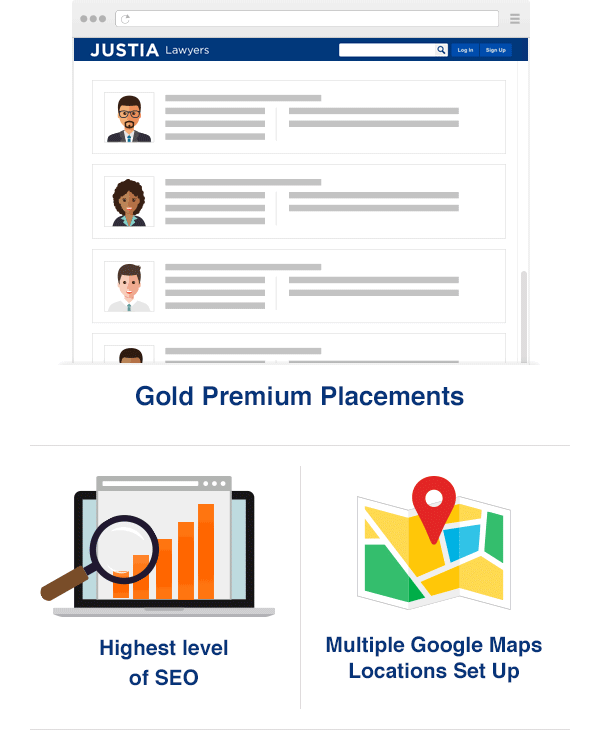 JUSTIA Lawyers
Log In
Sign Up
Gold Premium Placements
Highest level
of SEO
Multiple Google Maps
Locations Set Up